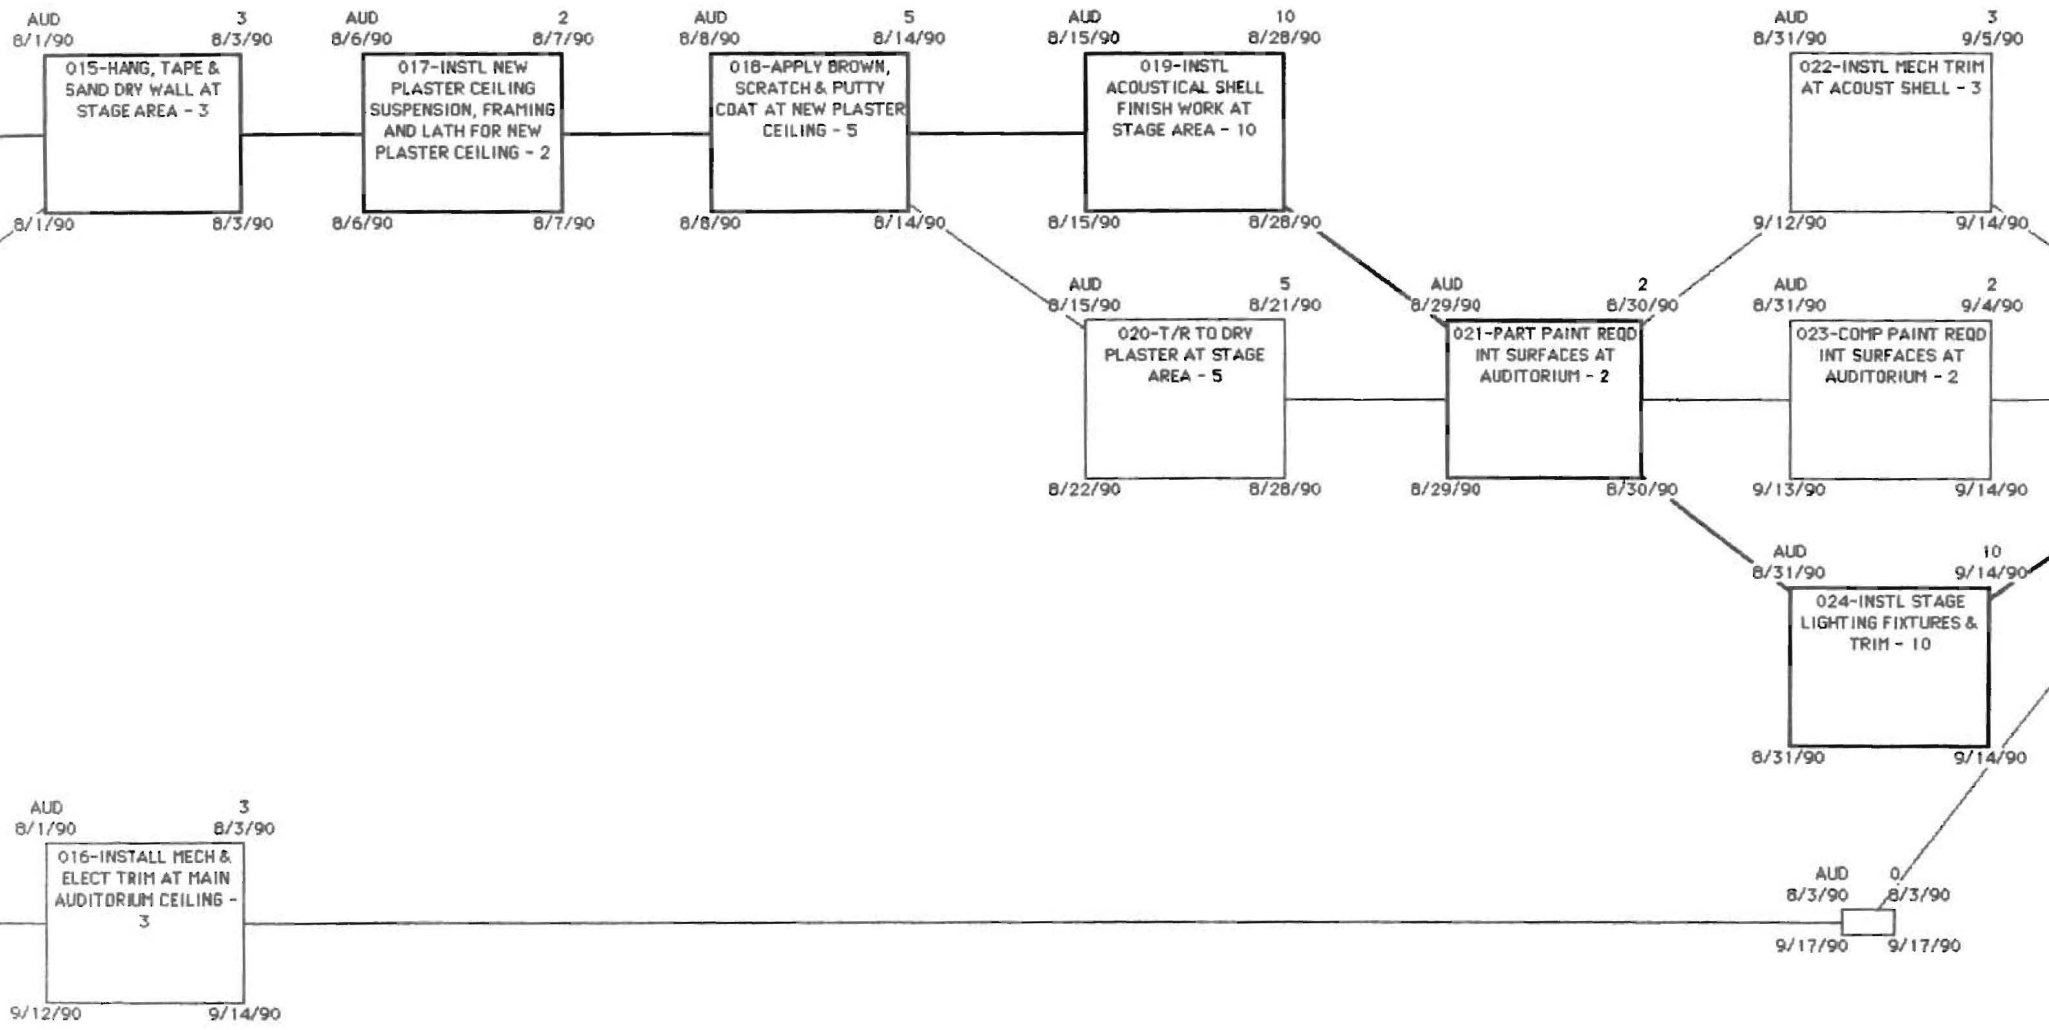 AUD 3
8/1/90 8/3/90
015-HANG, TAPE &
SAND DRY WALL AT
STAGE AREA - 3
8/1/90 8/3/90
AUD 2
8/6/90 8/7/90
017-INSTL NEW
PLASTER CEILING
SUSPENSION, FRAMING
AND LATH FOR NEW
PLASTER CEILING - 2
8/6/90 8/7/90
AUD 5
8/8/90 8/14/90
018-APPLY BROWN,
SCRATCH & PUTTY
COAT AT NEW PLASTER
CEILING - 5
8/8/90 8/14/90
AUD 10
8/15/90 8/28/90
019-INSTL
ACOUSTICAL SHELL
FINISH WORK AT
STAGE AREA - 10
8/15/90 8/28/90
AUD 3
8/31/90 9/5/90
022-INSTL MECH TRIM
AT ACOUST SHELL - 3
9/12/90 9/14/90
AUD 5
8/15/90 8/21/90
020-T/R TO DRY
PLASTER AT STAGE
AREA - 5
8/22/90 8/28/90
AUD 2
8/29/90 8/30/90
021-PART PAINT REQD
INT SURFACES AT
AUDITORIUM - 2
8/29/90 8/30/90
AUD 2
8/31/90 9/4/90
023-COMP PAINT REQD
INT SURFACES AT
AUDITORIUM - 2
9/13/90 9/14/90
AUD 10
8/31/90 9/14/90
024-INSTL STAGE
LIGHTING FIXTURES &
TRIM - 10
8/31/90 9/14/90
AUD 3
8/1/90 8/3/90
016-INSTALL MECH &
ELECT TRIM AT MAIN
AUDITORIUM CEILING -
3
9/12/90 9/14/90
AUD 0
8/3/90 8/3/90
9/17/90 9/17/90